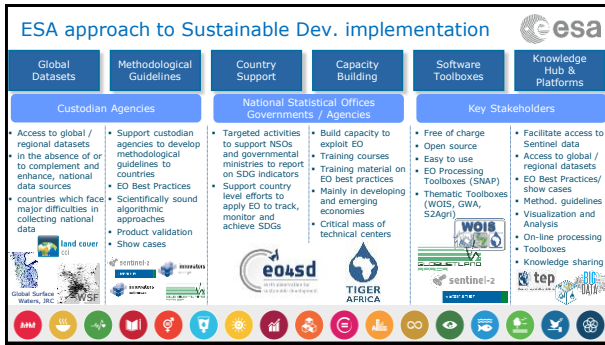 ESA approach to Sustainable Dev. implementation
esa
Global
Datasets
Methodological
Guidelines
Country
Support
Capacity
Building
Software
Toolboxes
Knowledge
Hub &
Platforms
Custodian Agencies
National Statistical Offices
Governments / Agencies
Key Stakeholders
• Access to global /
regional datasets
• in the absence of or
to complement and
enhance, national
data sources
• countries which face
major difficulties in
collecting national
data
• Support custodian
agencies to develop
methodological
guidelines to
countries
• EO Best Practices
• Scientifically sound
algorithmic
approaches
• Product validation
• Show cases
• Targeted activities
to support NSOs
and governmental
ministries to report
on SDG indicators
• Support country
level efforts to
apply EO to track,
monitor and
achieve SDGs
• Build capacity to
exploit EO
• Training courses
• Training material on
EO best practices
• Mainly in developing
and emerging
economies
• Critical mass of
technical centers
• Free of charge
• Open source
• Easy to use
• EO Processing
Toolboxes (SNAP)
• Thematic Toolboxes
(WOIS, GWA,
S2Agri)
• Facilitate access to
Sentinel data
• Access to global /
regional datasets
• EO Best Practices/
show cases
• Method. guidelines
• Visualization and
Analysis
• On-line processing
• Toolboxes
• Knowledge sharing
land cover
cci
Global Surface
Waters, JRC
WSF
sentinel-2
innovators
innovators
eo4sd
TIGER
AFRICA
WOIS
sentinel-2
tep
BIG
DATA